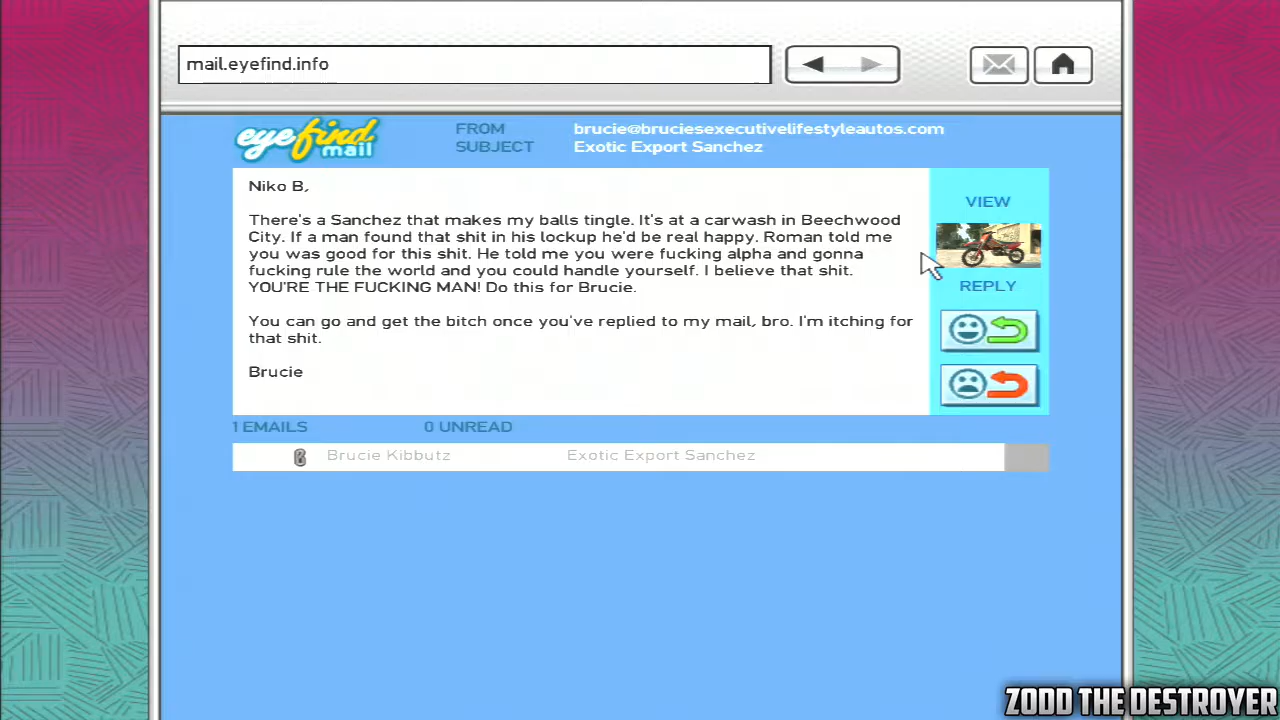 mail.eyefind.info
eyefind mail
FROM brucie@bruciesexecutivelifestyleautos.com
SUBJECT Exotic Export Sanchez
Niko B,
There's a Sanchez that makes my balls tingle. It's at a carwash in Beechwood
City. If a man found that shit in his lockup he'd be real happy. Roman told me
you was good for this shit. He told me you were fucking alpha and gonna
fucking rule the world and you could handle yourself. I believe that shit.
YOU'RE THE FUCKING MAN! Do this for Brucie.
You can go and get the bitch once you've replied to my mail, bro. I'm itching for
that shit.
Brucie
VIEW
REPLY
1 EMAILS 0 UNREAD
Brucie Kibbutz Exotic Export Sanchez
ZODD THE DESTROYER